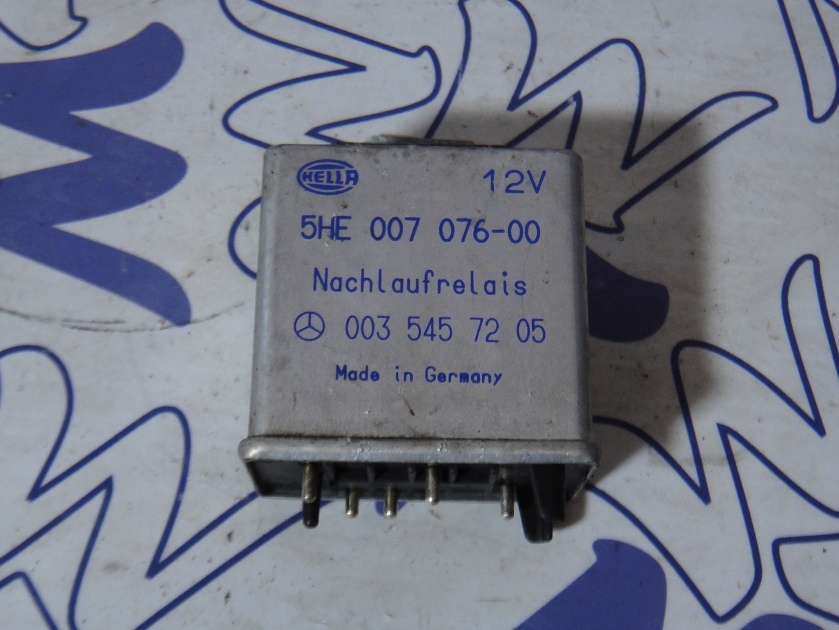 HELLA 12V
5HE 007 076-00
Nachlaufrelais
003 545 72 05
Made in Germany